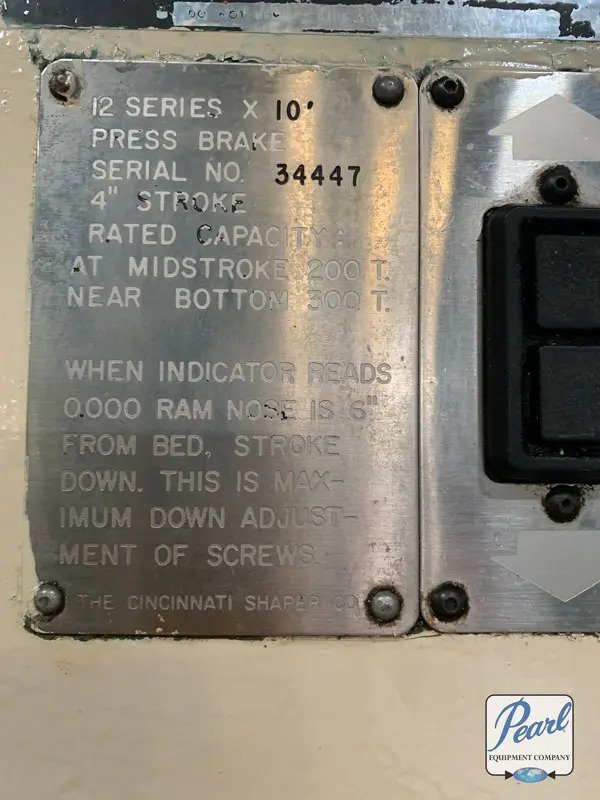 12 SERIES X 10'
PRESS BRAKE
SERIAL NO. 34447
4" STROKE
RATED CAPACITY:
AT MIDSTROKE 200 T.
NEAR BOTTOM 300 T.
WHEN INDICATOR READS
0.000 RAM NOSE IS 6"
FROM BED, STROKE
DOWN. THIS IS MAX-
IMUM DOWN ADJUST-
MENT OF SCREWS.
THE CINCINNATI SHAPER CO.
Pearl
EQUIPMENT COMPANY